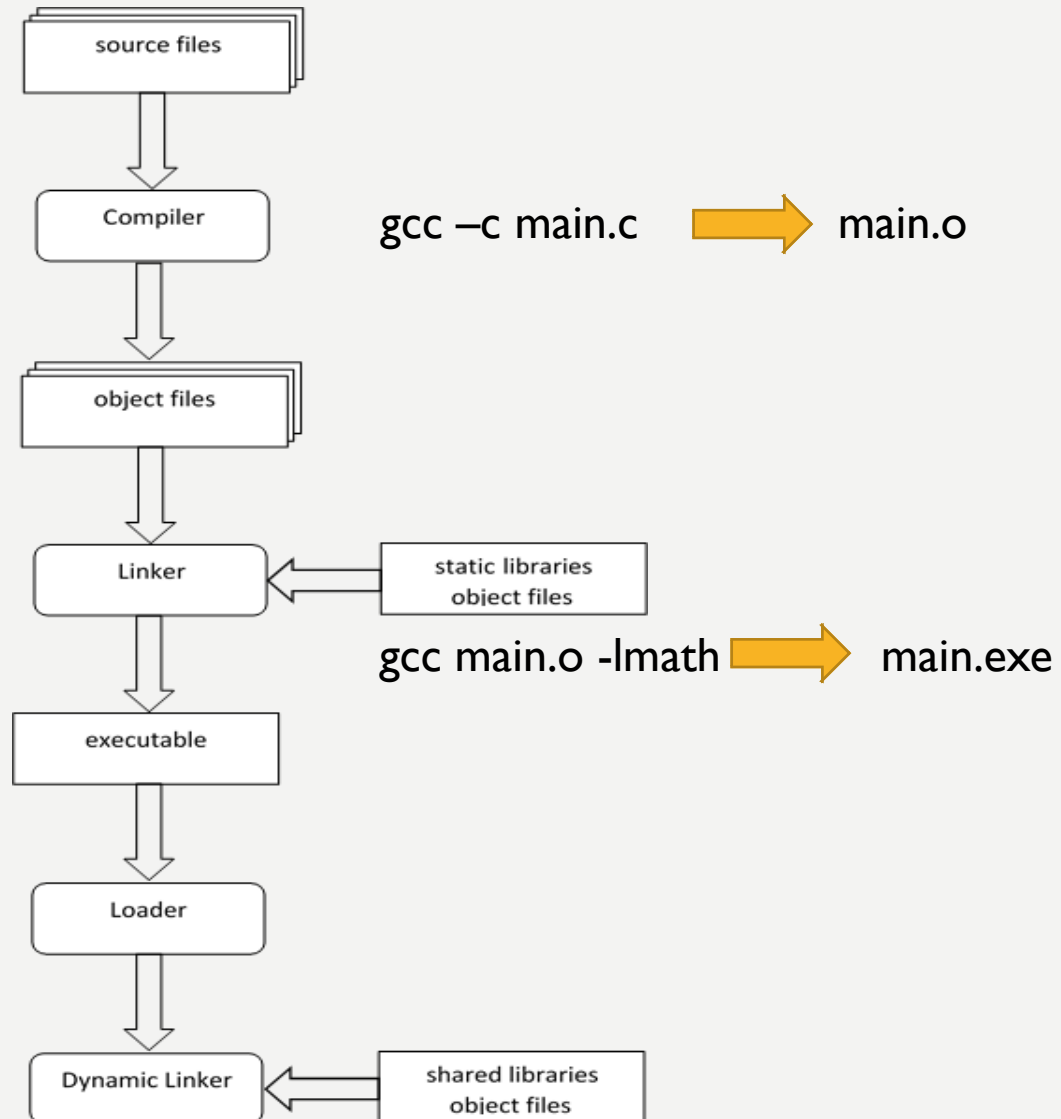 source files
Compiler
gcc –c main.c
main.o
object files
Linker
static libraries
object files
gcc main.o -lmath
main.exe
executable
Loader
Dynamic Linker
shared libraries
object files